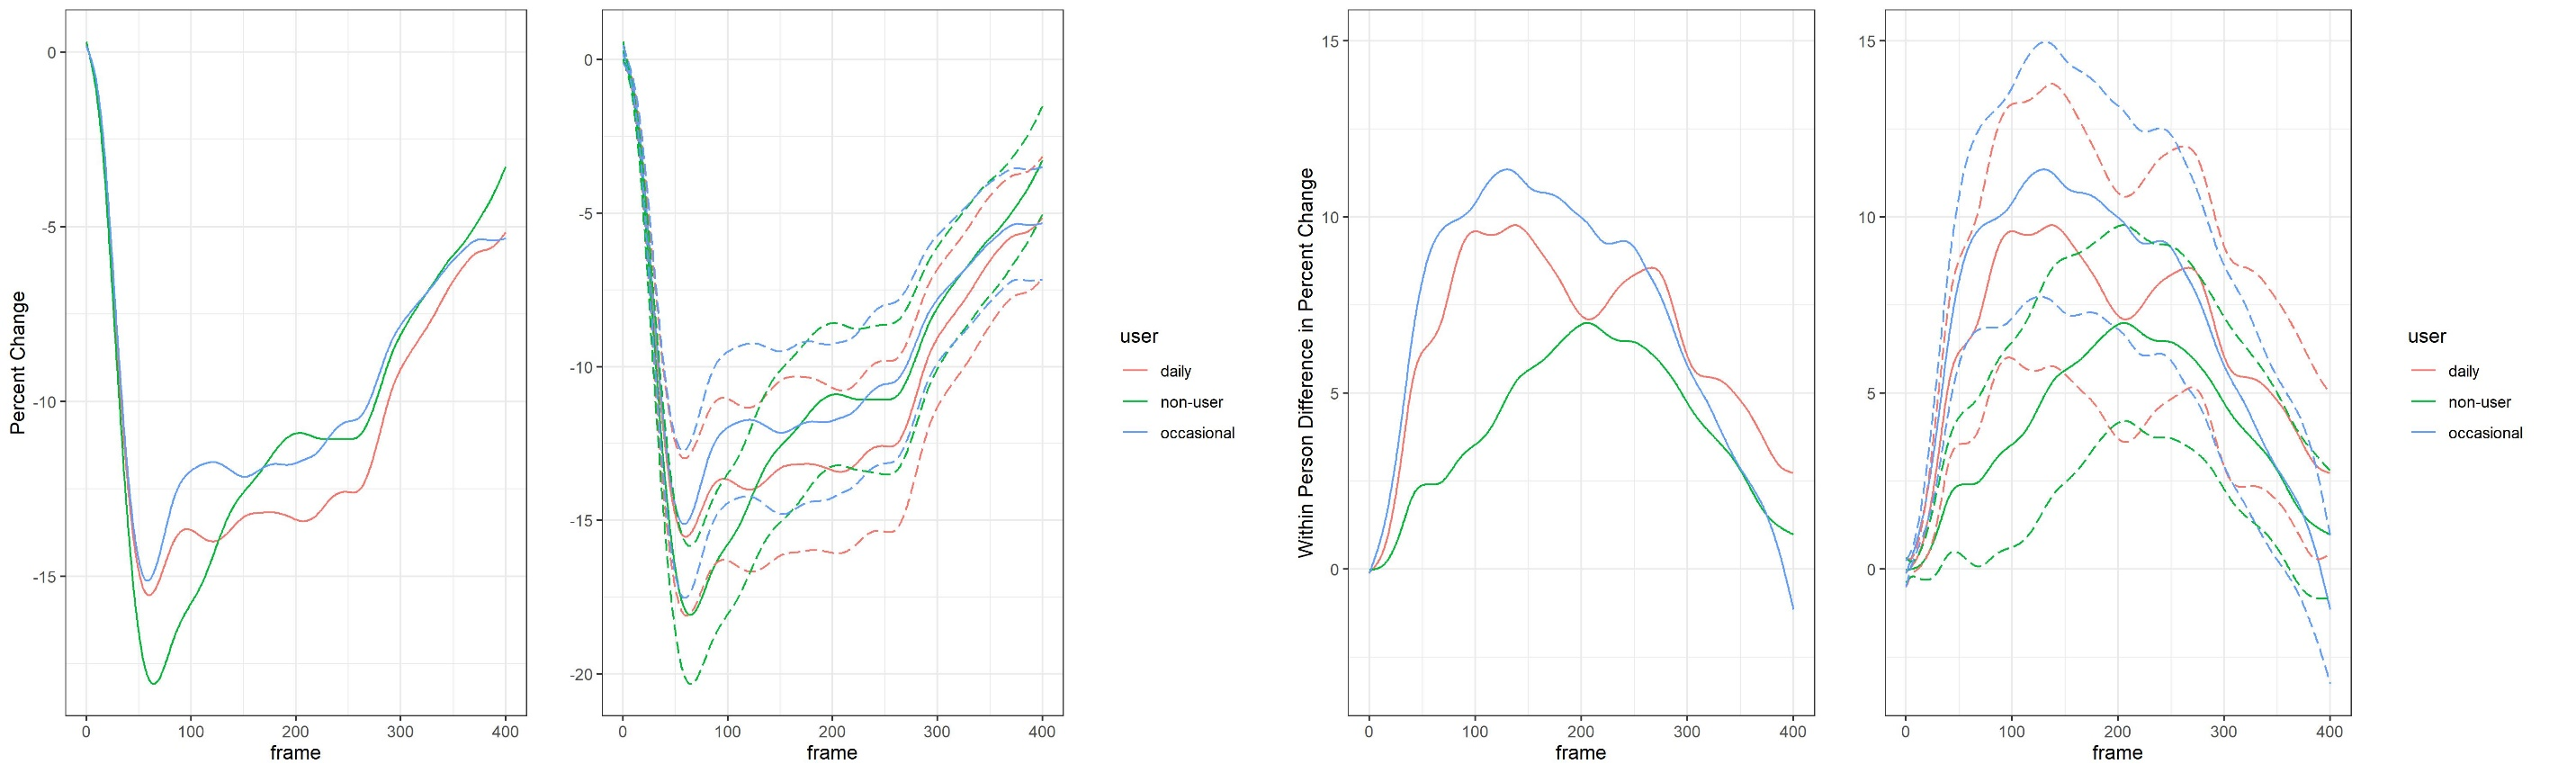 Percent Change
0
-5
-10
-15
0
100
200
300
400
frame
0
-5
-10
-15
-20
0
100
200
300
400
frame
user
daily
non-user
occasional
Within Person Difference in Percent Change
15
10
5
0
0
100
200
300
400
frame
15
10
5
0
0
100
200
300
400
frame
user
daily
non-user
occasional